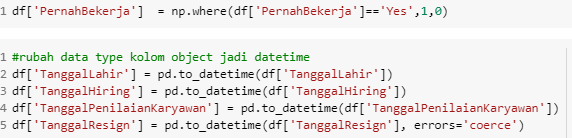 1 df['PernahBekerja']  = np.where(df['PernahBekerja']=='Yes',1,0)
1 #rubah data type kolom object jadi datetime
2 df['TanggalLahir'] = pd.to_datetime(df['TanggalLahir'])
3 df['TanggalHiring'] = pd.to_datetime(df['TanggalHiring'])
4 df['TanggalPenilaianKaryawan'] = pd.to_datetime(df['TanggalPenilaianKaryawan'])
5 df['TanggalResign'] = pd.to_datetime(df['TanggalResign'], errors='coerce')